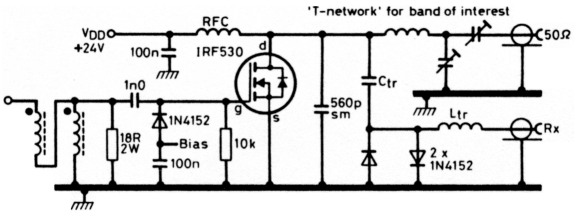 'T-network' for band of interest
VDD
+24V
RFC
100n
IRF530
d
g
s
50Ω
1n0
1N4152
18R
2W
Bias
100n
10k
560p
sm
Ctr
Ltr
Rx
2 x
1N4152